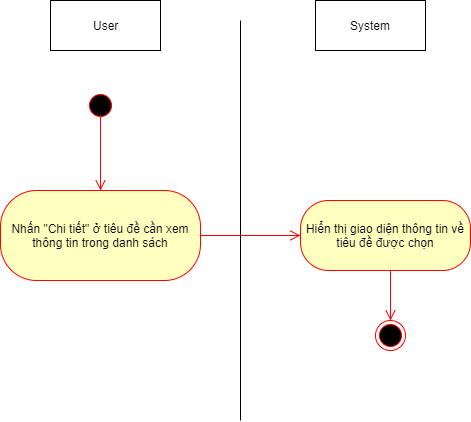 User
System
Nhấn "Chi tiết" ở tiêu đề cần xem
thông tin trong danh sách
Hiển thị giao diện thông tin về
tiêu đề được chọn